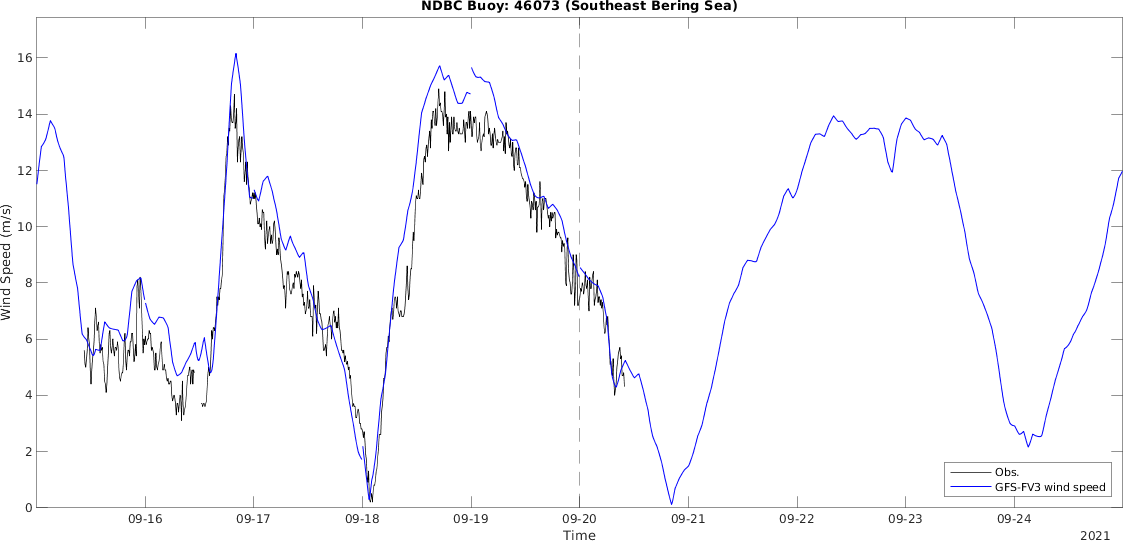 NDBC Buoy: 46073 (Southeast Bering Sea)
Wind Speed (m/s)
16
14
12
10
8
6
4
2
0
Obs.
GFS-FV3 wind speed
09-16 09-17 09-18 09-19 09-20 09-21 09-22 09-23 09-24
Time
2021